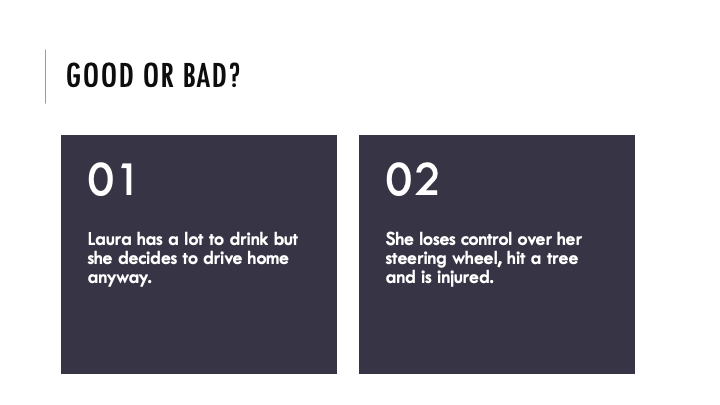 GOOD OR BAD?
01
Laura has a lot to drink but
she decides to drive home
anyway.
02
She loses control over her
steering wheel, hit a tree
and is injured.